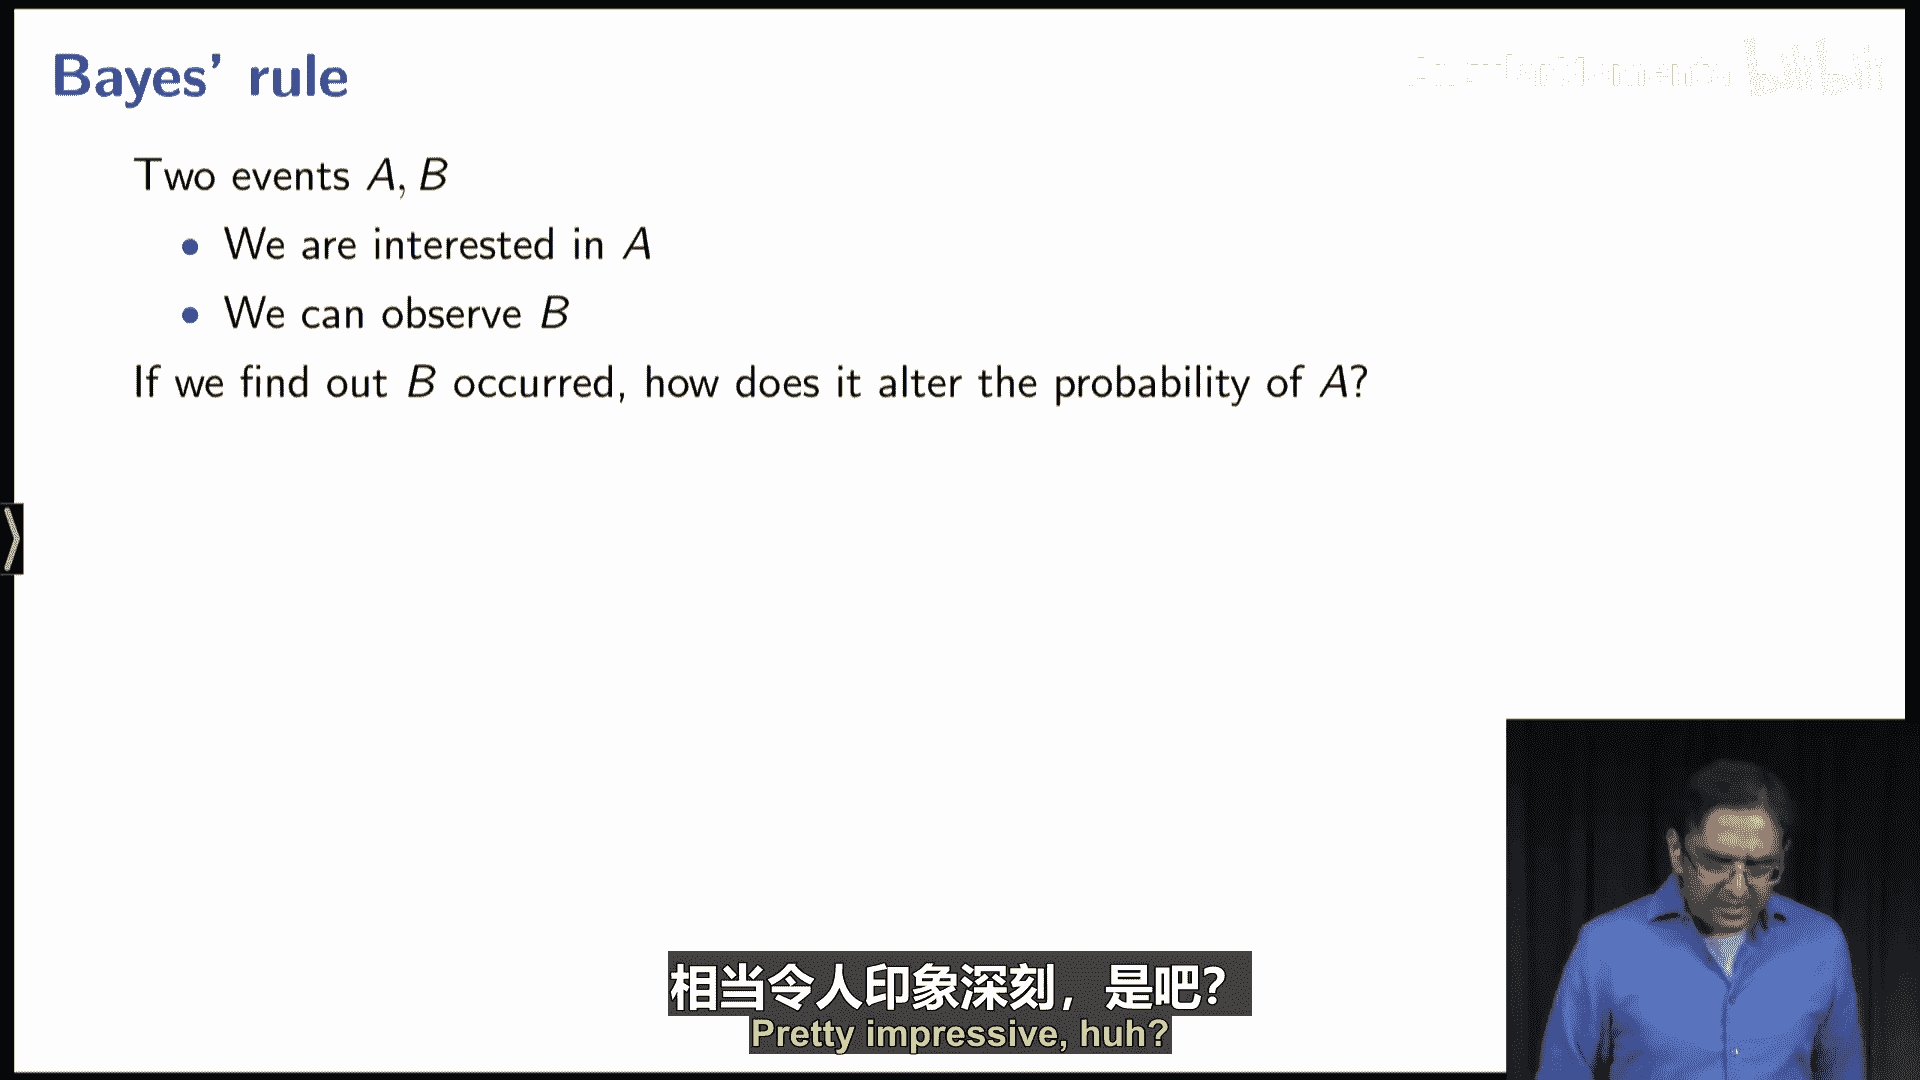 Bayes' rule
Two events A, B
• We are interested in A
• We can observe B
If we find out B occurred, how does it alter the probability of A?
相当令人印象深刻，是吧？
Pretty impressive, huh?